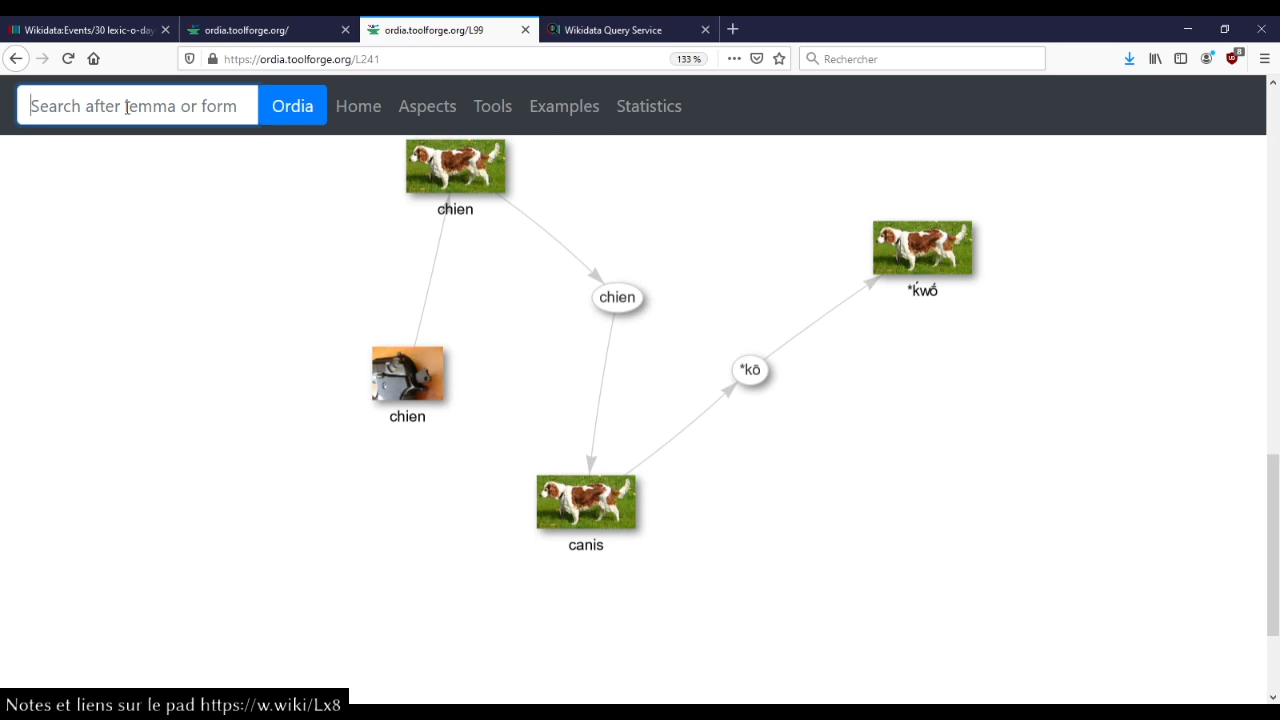 Wikidata:Events/30 lexic-o-day
ordia.toolforge.org/
ordia.toolforge.org/L99
Wikidata Query Service
https://ordia.toolforge.org/L241
133 %
Rechercher
8
Search after lemma or form
Ordia
Home
Aspects
Tools
Examples
Statistics
chien
*ḱwṓ
chien
*kō
chien
canis
Notes et liens sur le pad https://w.wiki/Lx8